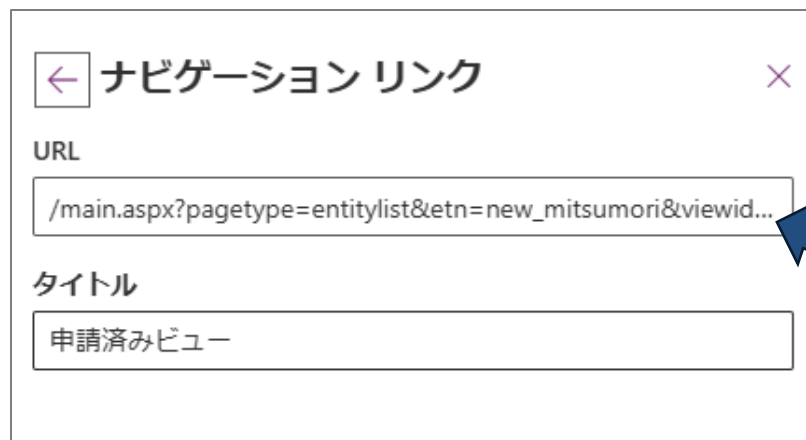 ナビゲーション リンク
URL
/main.aspx?pagetype=entitylist&etn=new_mitsumori&viewid...
タイトル
申請済みビュー